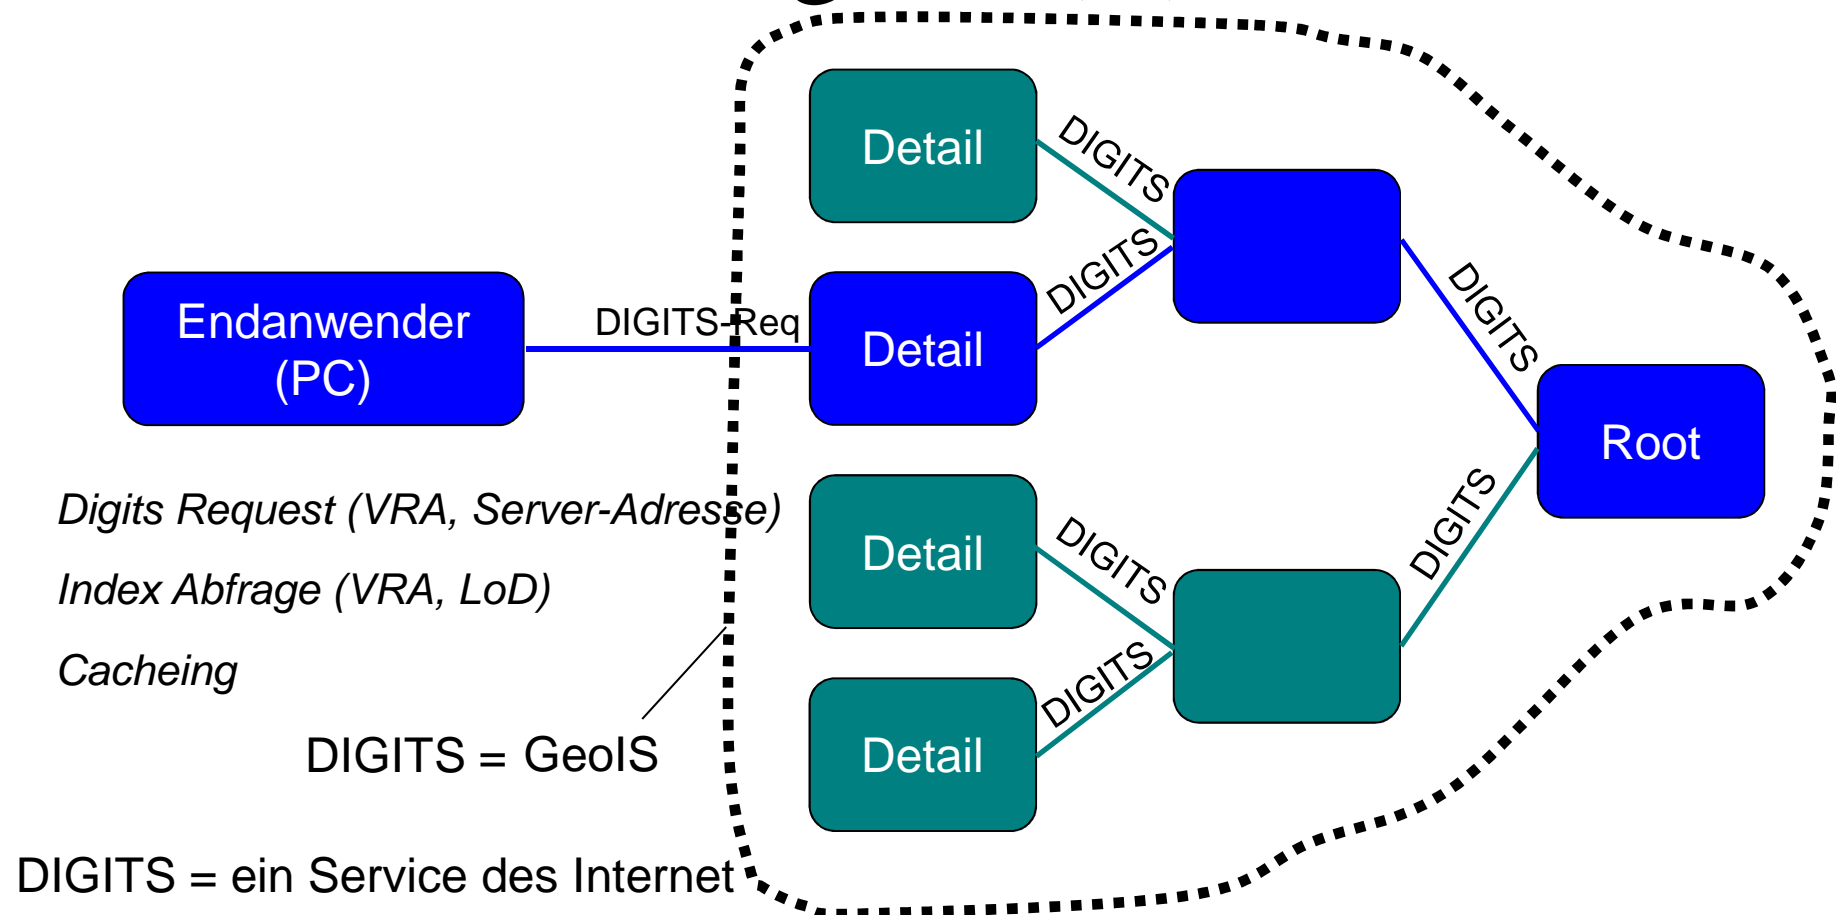 Detail
DIGITS
DIGITS
Endanwender
(PC)
DIGITS-Req
Detail
DIGITS
Root
Digits Request (VRA, Server-Adresse)
Detail
DIGITS
DIGITS
Index Abfrage (VRA, LoD)
Cacheing
DIGITS
Detail
DIGITS = GeoIS
DIGITS = ein Service des Internet